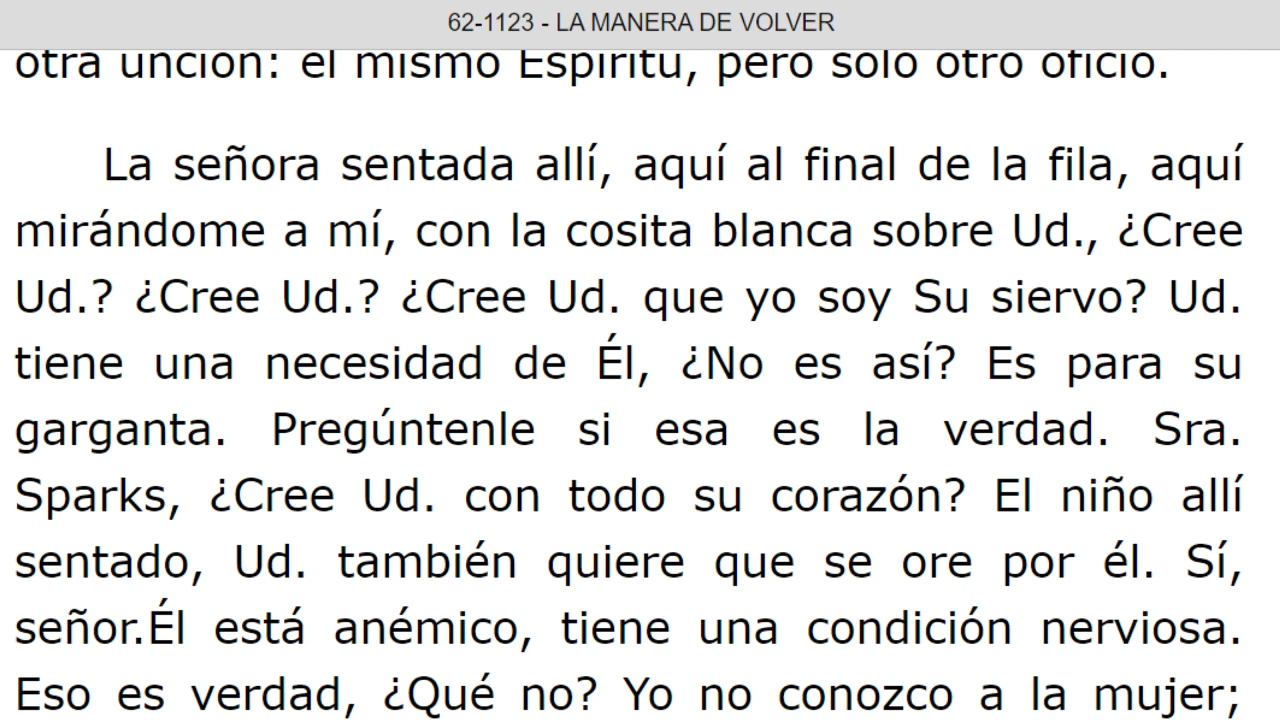 62-1123 - LA MANERA DE VOLVER
otra unción: el mismo Espíritu, pero sólo otro oficio.
La señora sentada allí, aquí al final de la fila, aquí
mirándome a mí, con la cosita blanca sobre Ud., ¿Cree
Ud.? ¿Cree Ud.? ¿Cree Ud. que yo soy Su siervo? Ud.
tiene una necesidad de Él, ¿No es así? Es para su
garganta. Pregúntenle si esa es la verdad. Sra.
Sparks, ¿Cree Ud. con todo su corazón? El niño allí
sentado, Ud. también quiere que se ore por él. Sí,
señor.Él está anémico, tiene una condición nerviosa.
Eso es verdad, ¿Qué no? Yo no conozco a la mujer;